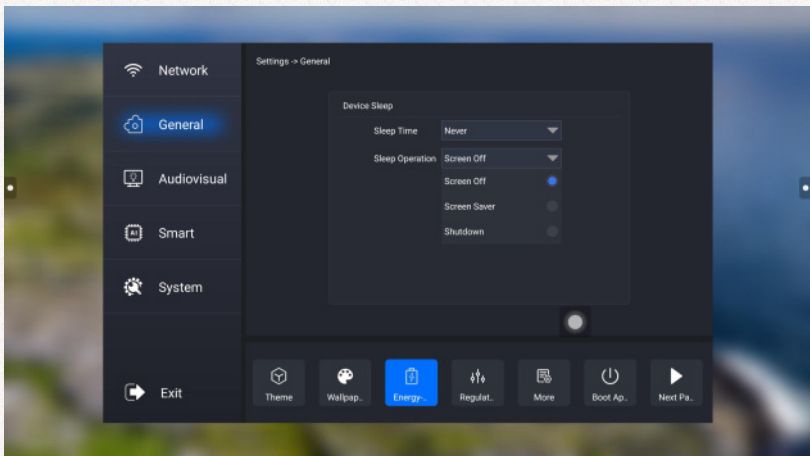 Network
General
Audiovisual
AI
Smart
System
Exit
Settings -> General
Device Sleep
Sleep Time Never
Sleep Operation Screen Off
Screen Off
Screen Saver
Shutdown
Theme
Wallpap..
Energy-..
Regulat..
More
Boot Ap..
Next Pa..